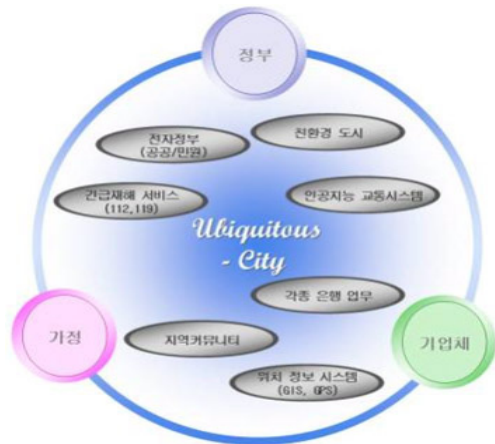 정부
전자정부
(공공/민원)
친환경 도시
긴급재해 서비스
(112,119)
인공지능 교통시스템
Ubiquitous
- City
각종 은행 업무
가정
지역커뮤니티
기업체
위치 정보 시스템
(GIS, GPS)